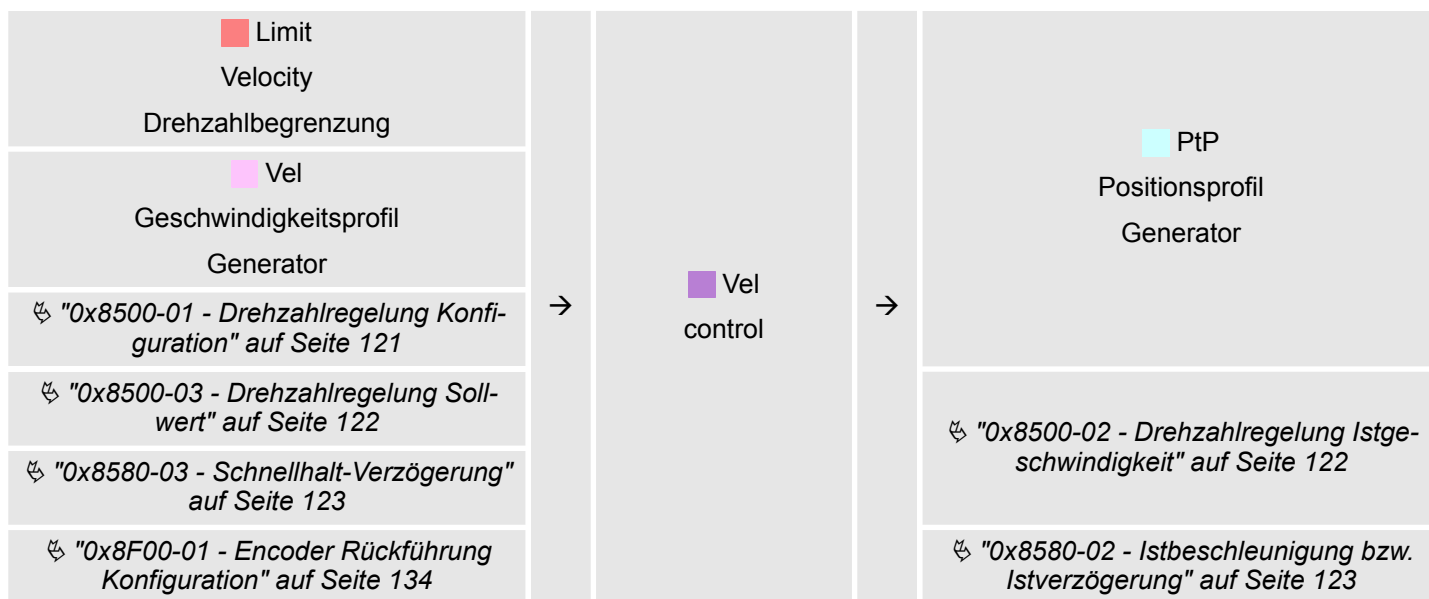 Limit
Velocity
Drehzahlbegrenzung
Vel
Geschwindigkeitsprofil
Generator
"0x8500-01 - Drehzahlregelung Konfi-
guration" auf Seite 121
"0x8500-03 - Drehzahlregelung Soll-
wert" auf Seite 122
"0x8580-03 - Schnellhalt-Verzögerung"
auf Seite 123
"0x8F00-01 - Encoder Rückführung
Konfiguration" auf Seite 134
→
Vel
control
→
PtP
Positionsprofil
Generator
"0x8500-02 - Drehzahlregelung Istge-
schwindigkeit" auf Seite 122
"0x8580-02 - Istbeschleunigung bzw.
Istverzögerung" auf Seite 123